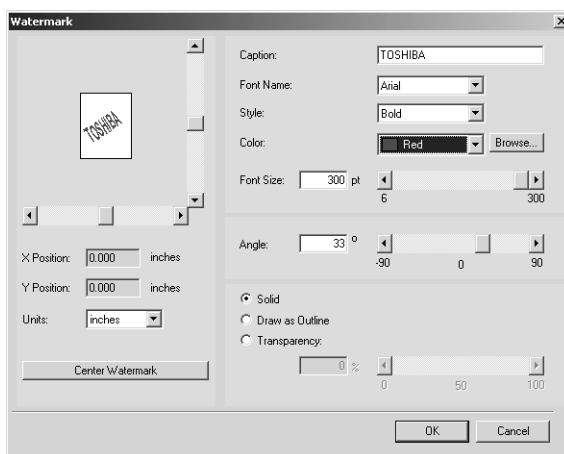 Watermark
TOSHIBA
X Position: 0.000 inches
Y Position: 0.000 inches
Units: inches
Center Watermark
Caption: TOSHIBA
Font Name: Arial
Style: Bold
Color: Red Browse...
Font Size: 300 pt
6 300
Angle: 33 °
-90 0 90
Solid
Draw as Outline
Transparency:
0 %
0 50 100
OK Cancel